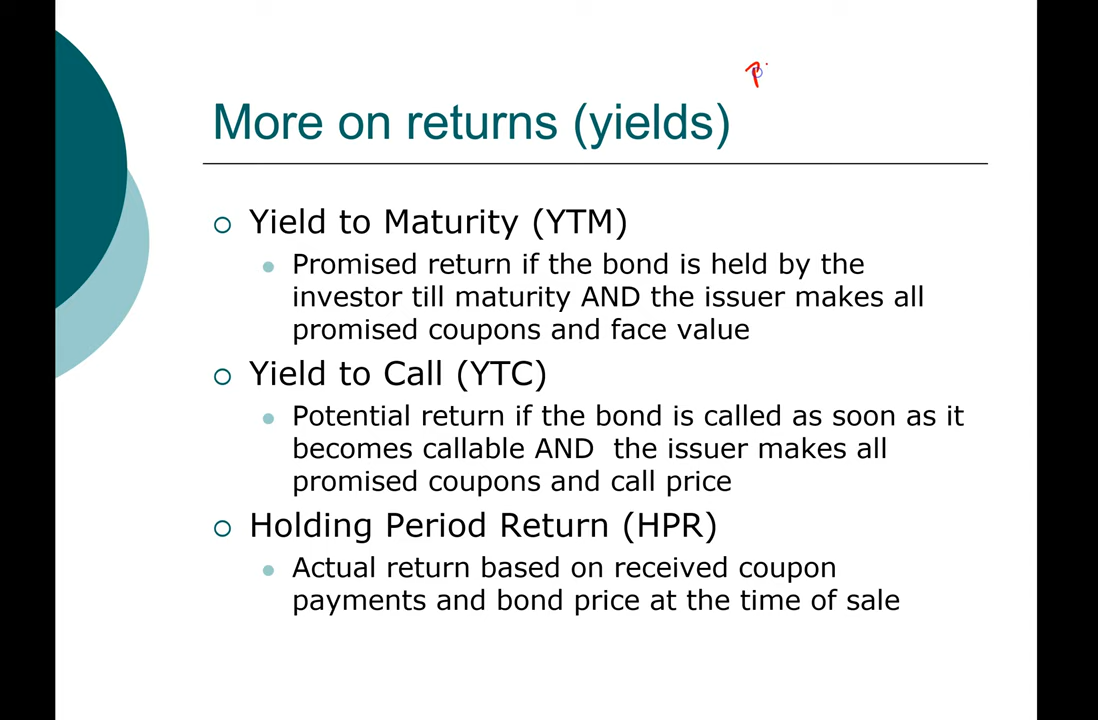 More on returns (yields)
Yield to Maturity (YTM)
Promised return if the bond is held by the
investor till maturity AND the issuer makes all
promised coupons and face value
Yield to Call (YTC)
Potential return if the bond is called as soon as it
becomes callable AND the issuer makes all
promised coupons and call price
Holding Period Return (HPR)
Actual return based on received coupon
payments and bond price at the time of sale